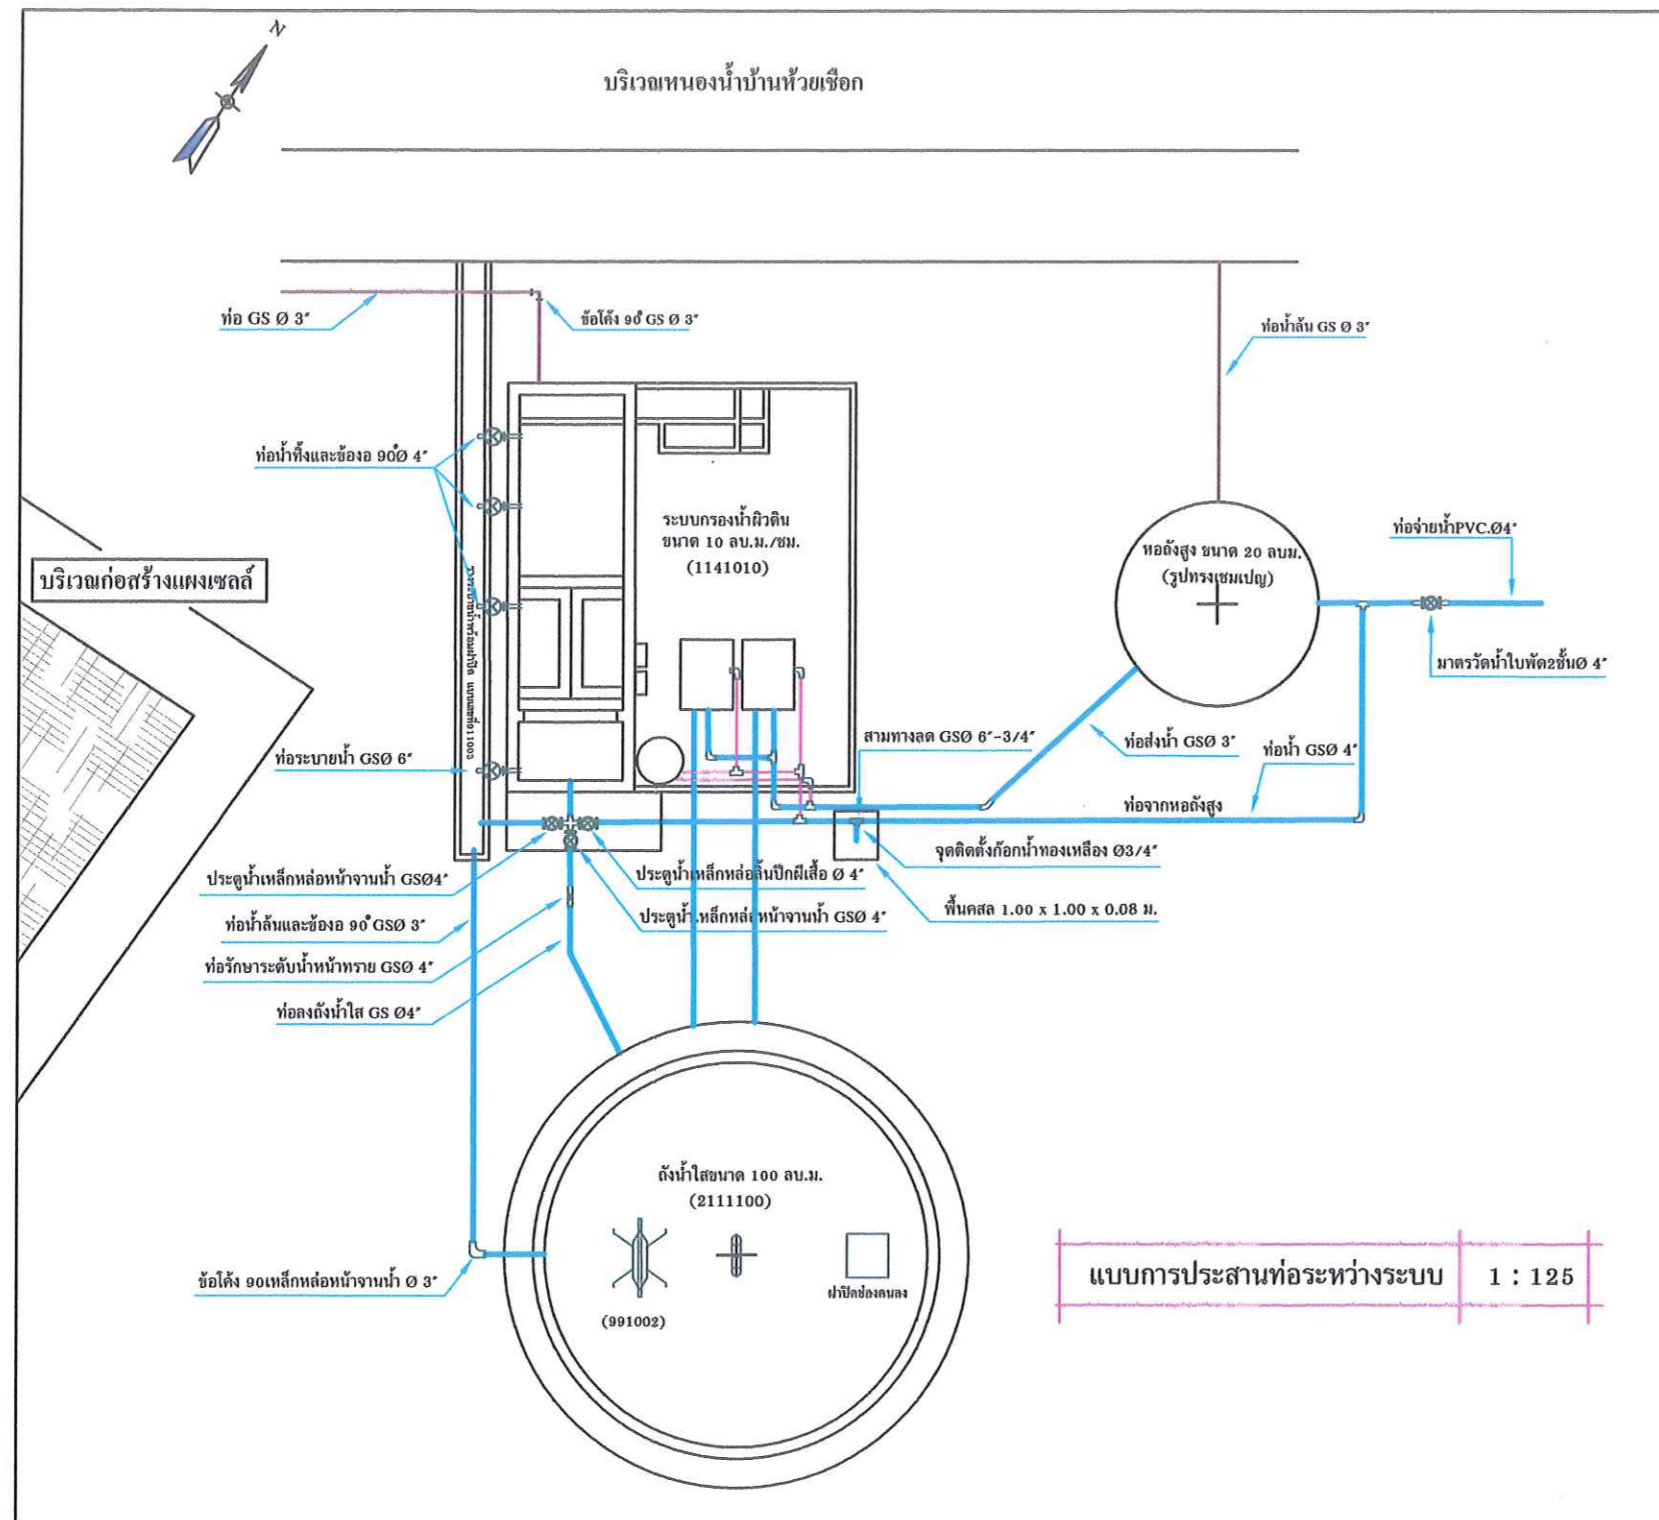 N
บริเวณหนองน้ำบ้านห้วยเชือก
ท่อ GS Ø 3"
ข้อโค้ง 90° GS Ø 3"
ท่อน้ำล้น GS Ø 3"
ท่อน้ำทิ้งและข้องอ 90°Ø 4"
ระบบกรองน้ำผิวดิน
ขนาด 10 ลบ.ม./ชม.
(1141010)
หอถังสูง ขนาด 20 ลบม.
(รูปทรงแชมเปญ)
ท่อจ่ายน้ำPVC.Ø4"
บริเวณก่อสร้างแผงเซลล์
มาตรวัดน้ำใบพัด2ชั้นØ 4"
สามทางลด GSØ 6"-3/4"
ท่อส่งน้ำ GSØ 3"
ท่อน้ำ GSØ 4"
ท่อระบายน้ำ GSØ 6"
ท่อจากหอถังสูง
จุดติดตั้งก๊อกน้ำทองเหลือง Ø3/4"
ประตูน้ำเหล็กหล่อหน้าจานน้ำ GSØ4"
ประตูน้ำเหล็กหล่อลิ้นปีกผีเสื้อ Ø 4"
ท่อน้ำล้นและข้องอ 90° GSØ 3"
ประตูน้ำเหล็กหล่อหน้าจานน้ำ GSØ 4"
พื้นคสล 1.00 x 1.00 x 0.08 ม.
ท่อรักษาระดับน้ำหน้าทราย GSØ 4"
ท่อลงถังน้ำใส GS Ø4"
ถังน้ำใสขนาด 100 ลบ.ม.
(2111100)
ข้อโค้ง 90เหล็กหล่อหน้าจานน้ำ Ø 3"
(991002)
ฝาปิดช่องคนลง
แบบการประสานท่อระหว่างระบบ 1 : 125